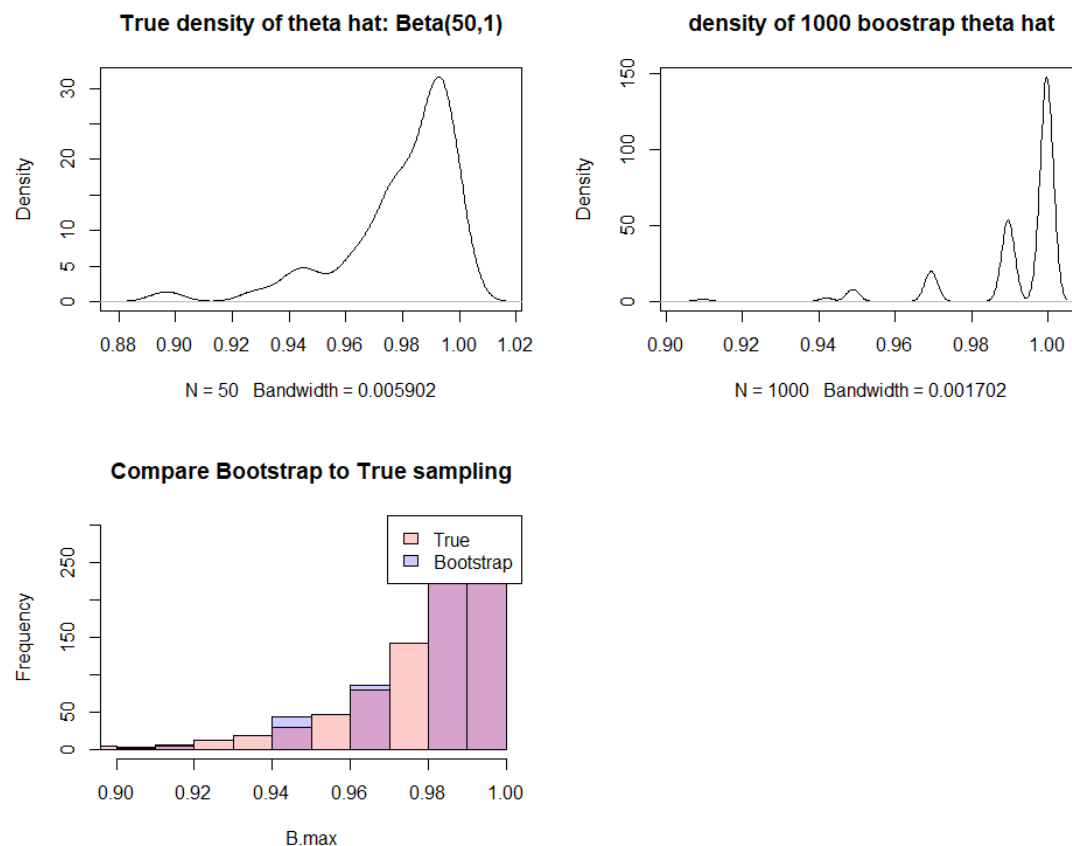 True density of theta hat: Beta(50,1)
Density
0 5 10 20 30
0.88 0.90 0.92 0.94 0.96 0.98 1.00 1.02
N = 50 Bandwidth = 0.005902
density of 1000 boostrap theta hat
Density
0 50 100 150
0.90 0.92 0.94 0.96 0.98 1.00
N = 1000 Bandwidth = 0.001702
Compare Bootstrap to True sampling
True
Bootstrap
Frequency
0 50 150 250
0.90 0.92 0.94 0.96 0.98 1.00
B.max